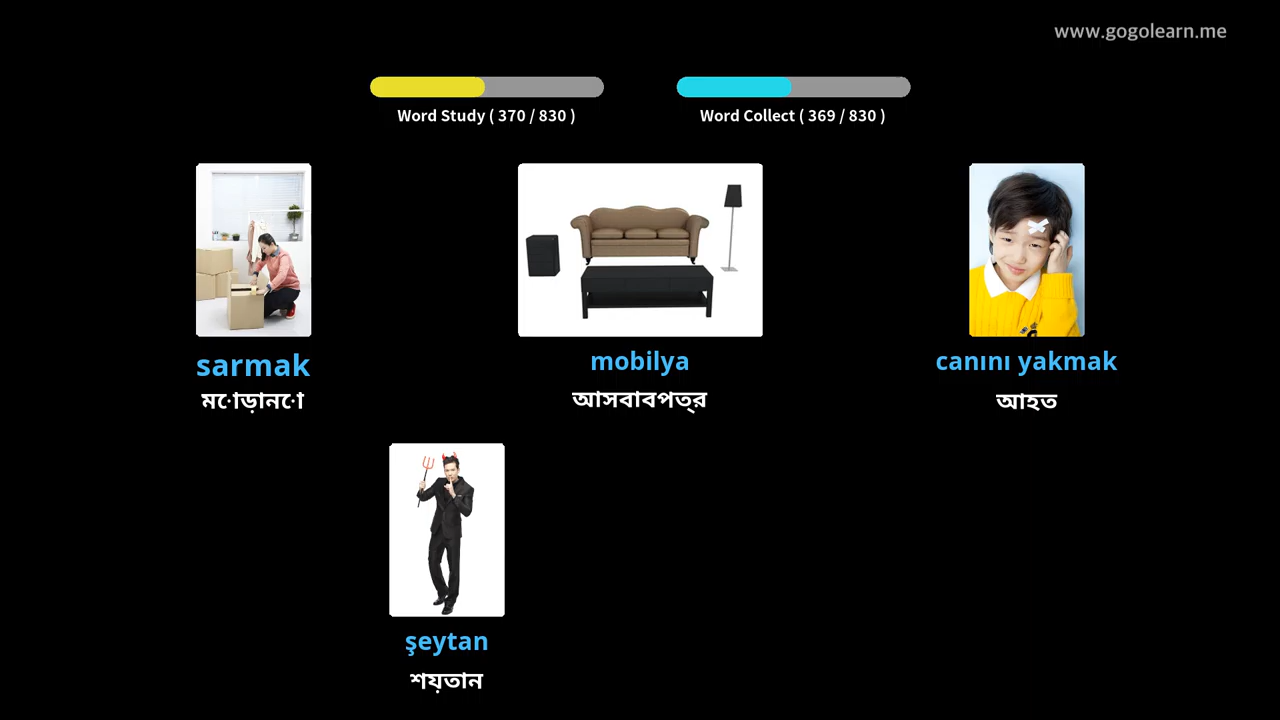 www.gogolearn.me
Word Study ( 370 / 830 )
Word Collect ( 369 / 830 )
sarmak
মোড়ানো
mobilya
আসবাবপত্র
canını yakmak
আহত
şeytan
শয়তান